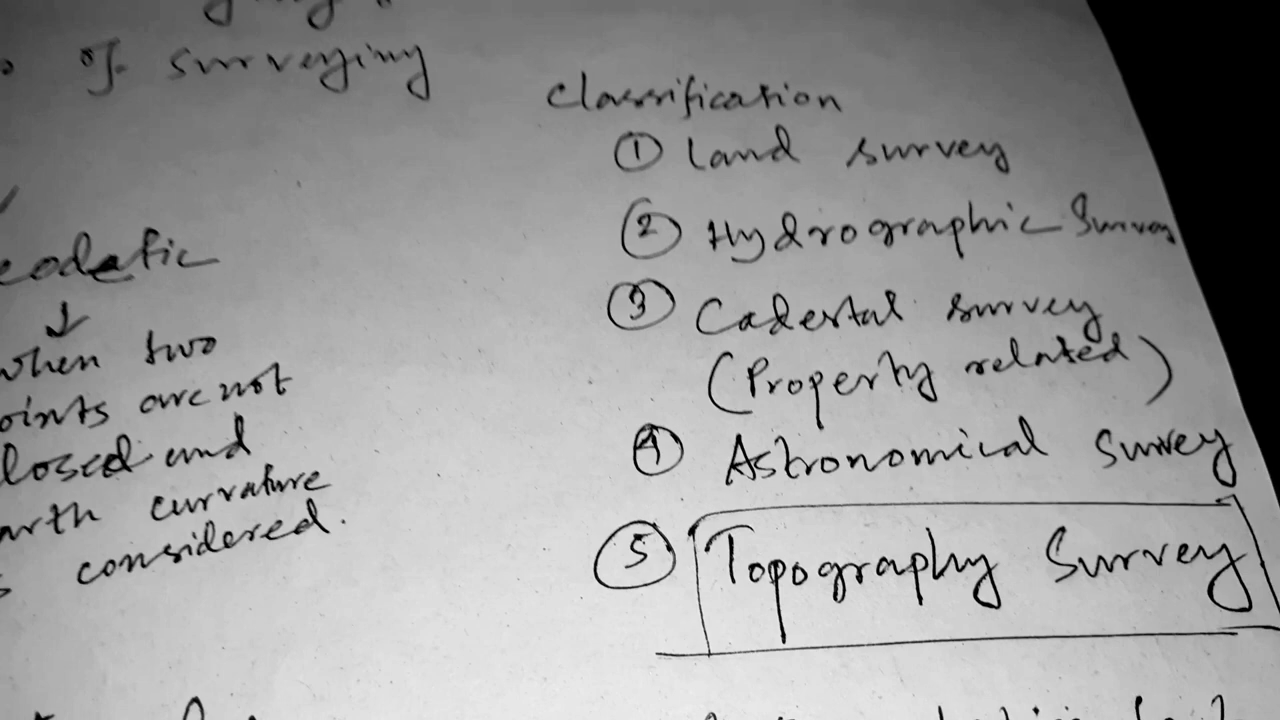 of surveying
Classification
① Land survey
② Hydrographic Survey
③ Cadestal survey
(Property related)
④ Astronomical Survey
⑤ Topography Survey
eodetic
↓
when two
oints are not
losed and
arth curvature
s considered.